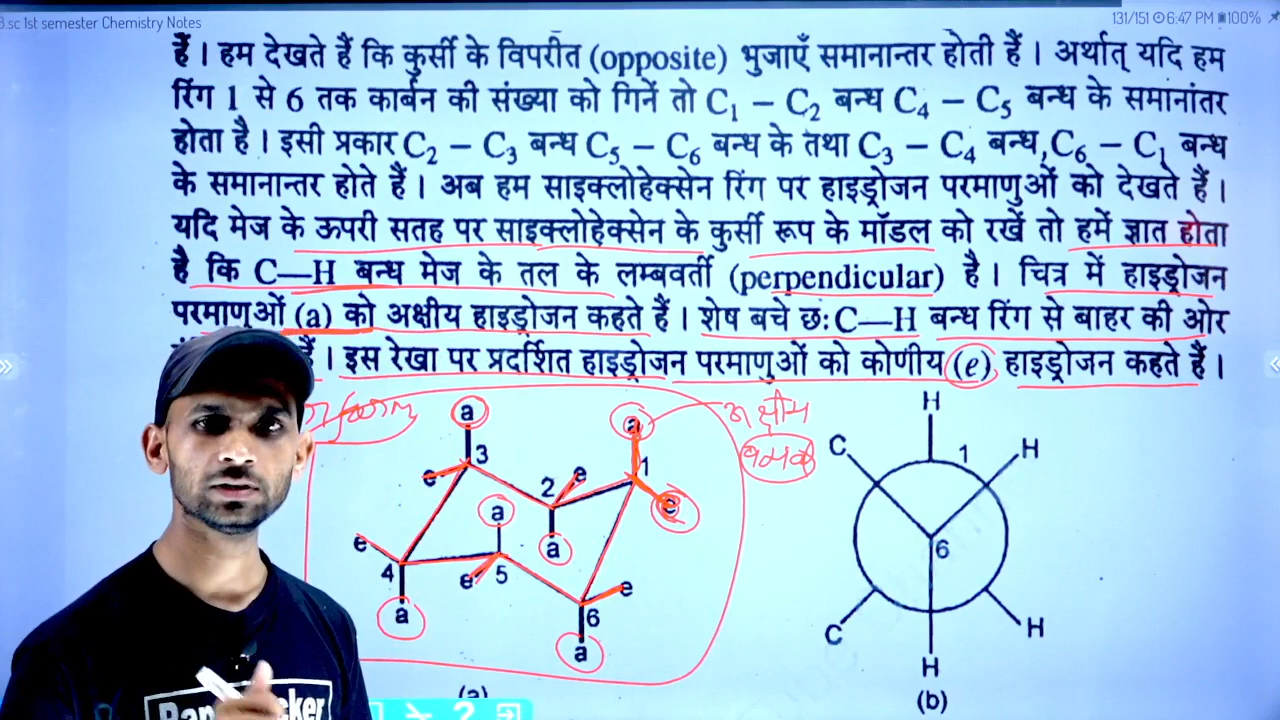 B.sc 1st semester Chemistry Notes
131/151 6:47 PM 100%
हैं। हम देखते हैं कि कुर्सी के विपरीत (opposite) भुजाएँ समानान्तर होती हैं। अर्थात् यदि हम
रिंग 1 से 6 तक कार्बन की संख्या को गिनें तो C₁ – C₂ बन्ध C₄ – C₅ बन्ध के समानांतर
होता है। इसी प्रकार C₂ – C₃ बन्ध C₅ – C₆ बन्ध के तथा C₃ – C₄ बन्ध, C₆ – C₁ बन्ध
के समानान्तर होते हैं। अब हम साइक्लोहेक्सेन रिंग पर हाइड्रोजन परमाणुओं को देखते हैं।
यदि मेज के ऊपरी सतह पर साइक्लोहेक्सेन के कुर्सी रूप के मॉडल को रखें तो हमें ज्ञात होता
है कि C—H बन्ध मेज के तल के लम्बवर्ती (perpendicular) है। चित्र में हाइड्रोजन
परमाणुओं (a) को अक्षीय हाइड्रोजन कहते हैं। शेष बचे छः C—H बन्ध रिंग से बाहर की ओर
हैं। इस रेखा पर प्रदर्शित हाइड्रोजन परमाणुओं को कोणीय (e) हाइड्रोजन कहते हैं।
a a अक्षीय H
e 3 1 C 1 H
2 e
a e
e a 6
4 e 5 e
a 6 C H
a H
(a) (b)